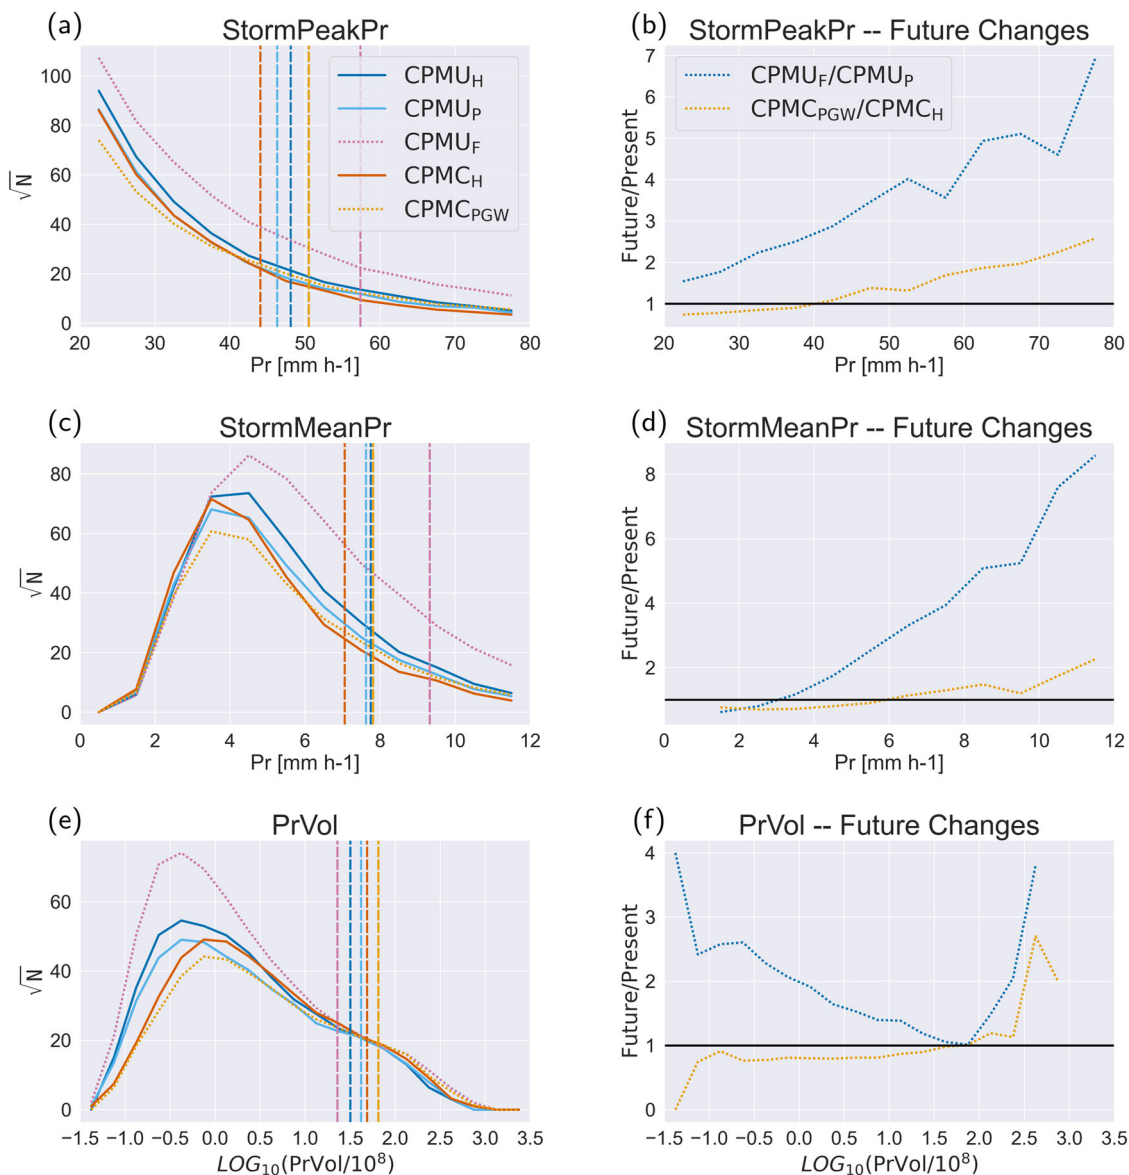 (a)
StormPeakPr
100
80
60
40
20
0
√N
CPMU_H
CPMU_P
CPMU_F
CPMC_H
CPMC_PGW
20 30 40 50 60 70 80
Pr [mm h-1]
(b)
StormPeakPr -- Future Changes
7
6
5
4
3
2
1
Future/Present
CPMU_F/CPMU_P
CPMC_PGW/CPMC_H
20 30 40 50 60 70 80
Pr [mm h-1]
(c)
StormMeanPr
80
60
40
20
0
√N
0 2 4 6 8 10 12
Pr [mm h-1]
(d)
StormMeanPr -- Future Changes
8
6
4
2
1
Future/Present
0 2 4 6 8 10 12
Pr [mm h-1]
(e)
PrVol
60
40
20
0
√N
−1.5 −1.0 −0.5 0.0 0.5 1.0 1.5 2.0 2.5 3.0 3.5
LOG₁₀(PrVol/10⁸)
(f)
PrVol -- Future Changes
4
3
2
1
0
Future/Present
−1.5 −1.0 −0.5 0.0 0.5 1.0 1.5 2.0 2.5 3.0 3.5
LOG₁₀(PrVol/10⁸)